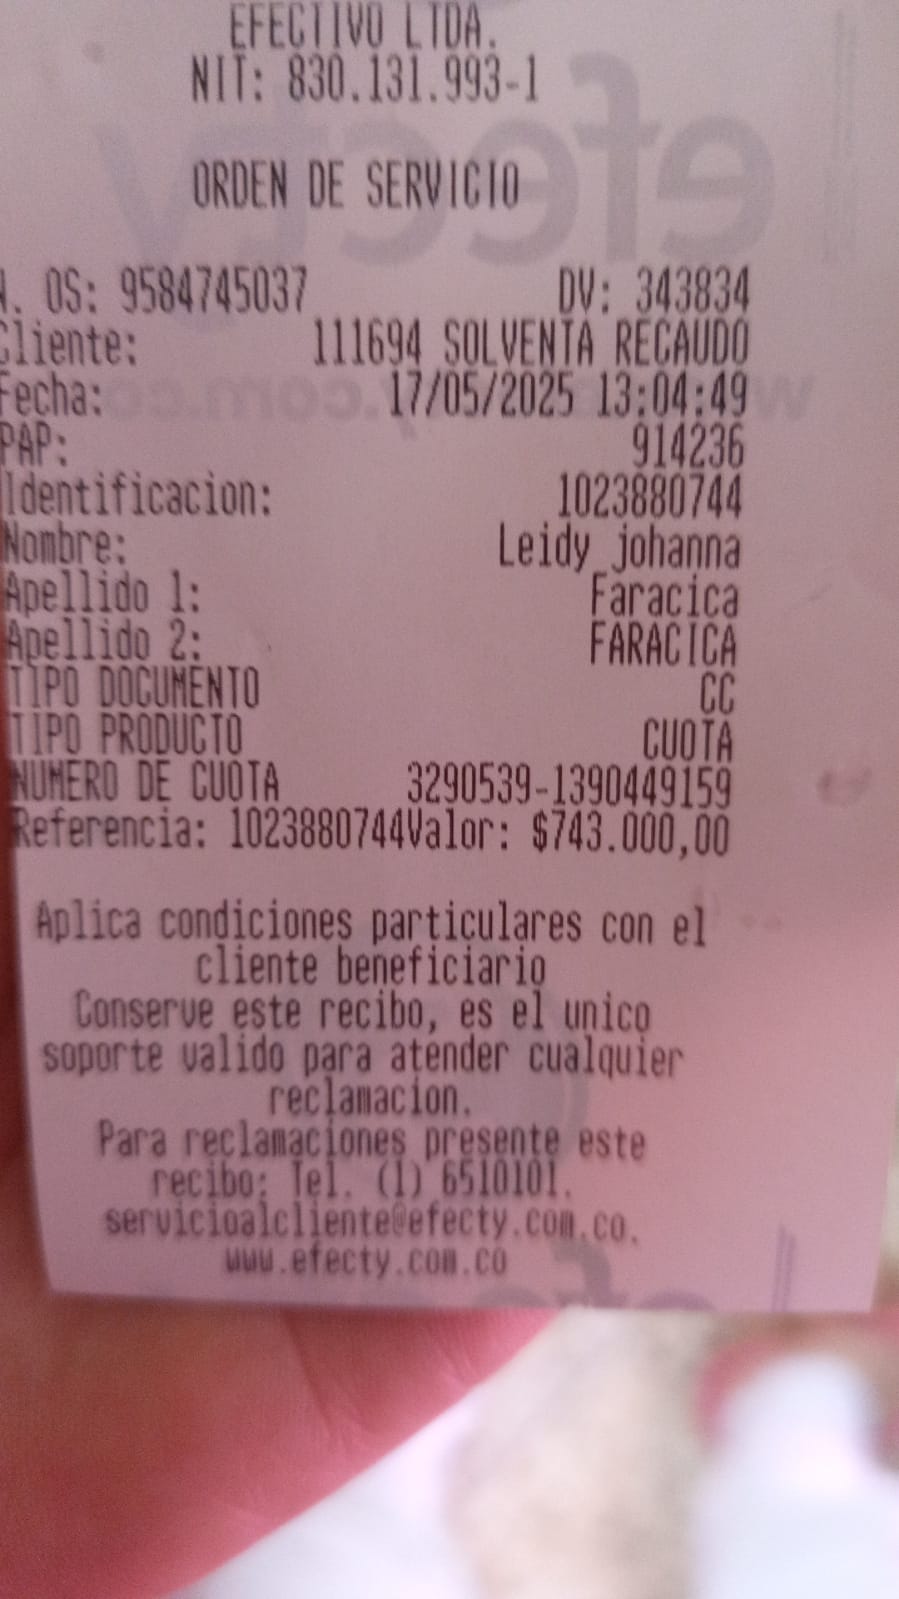 EFECTIVO LTDA.
NIT: 830.131.993-1
ORDEN DE SERVICIO
. OS: 9584745037 DV: 343834
Cliente: 111694 SOLVENTA RECAUDO
Fecha: 17/05/2025 13:04:49
PAP: 914236
Identificacion: 1023880744
Nombre: Leidy johanna
Apellido 1: Faracica
Apellido 2: FARACICA
TIPO DOCUMENTO CC
TIPO PRODUCTO CUOTA
NUMERO DE CUOTA 3290539-1390449159
Referencia: 1023880744Valor: $743.000,00
Aplica condiciones particulares con el
cliente beneficiario
Conserve este recibo, es el unico
soporte valido para atender cualquier
reclamacion.
Para reclamaciones presente este
recibo: Tel. (1) 6510101.
servicioalcliente@efecty.com.co.
www.efecty.com.co